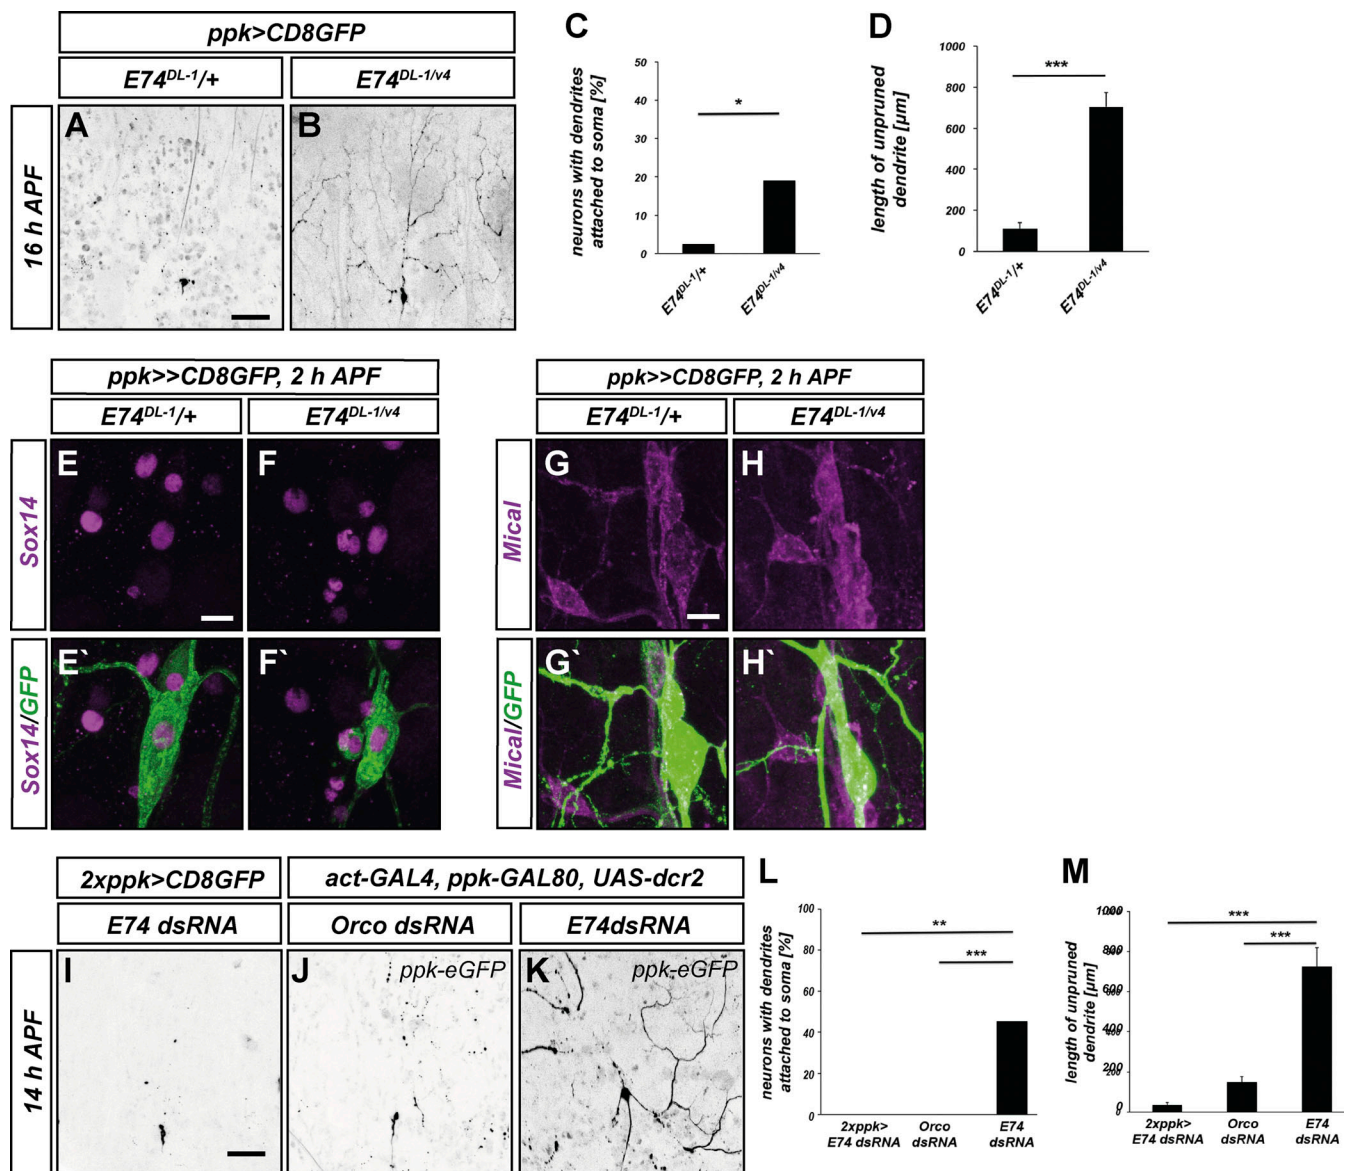 ppk>CD8GFP
E74DL-1/+
E74DL-1/v4
16 h APF
A
B
C
neurons with dendrites
attached to soma [%]
50
40
30
20
10
0
*
E74DL-1/+
E74DL-1/v4
D
length of unpruned
dendrite [µm]
1000
800
600
400
200
0
***
E74DL-1/+
E74DL-1/v4
ppk>>CD8GFP, 2 h APF
E74DL-1/+
E74DL-1/v4
Sox14
E
F
Sox14/GFP
E`
F`
ppk>>CD8GFP, 2 h APF
E74DL-1/+
E74DL-1/v4
Mical
G
H
Mical/GFP
G`
H`
2xppk>CD8GFP
act-GAL4, ppk-GAL80, UAS-dcr2
E74 dsRNA
Orco dsRNA
E74dsRNA
14 h APF
I
J
ppk-eGFP
K
ppk-eGFP
L
neurons with dendrites
attached to soma [%]
100
80
60
40
20
0
**
***
2xppk>
E74 dsRNA
Orco
dsRNA
E74
dsRNA
M
length of unpruned
dendrite [µm]
1000
800
600
400
200
0
***
***
2xppk>
E74 dsRNA
Orco
dsRNA
E74
dsRNA